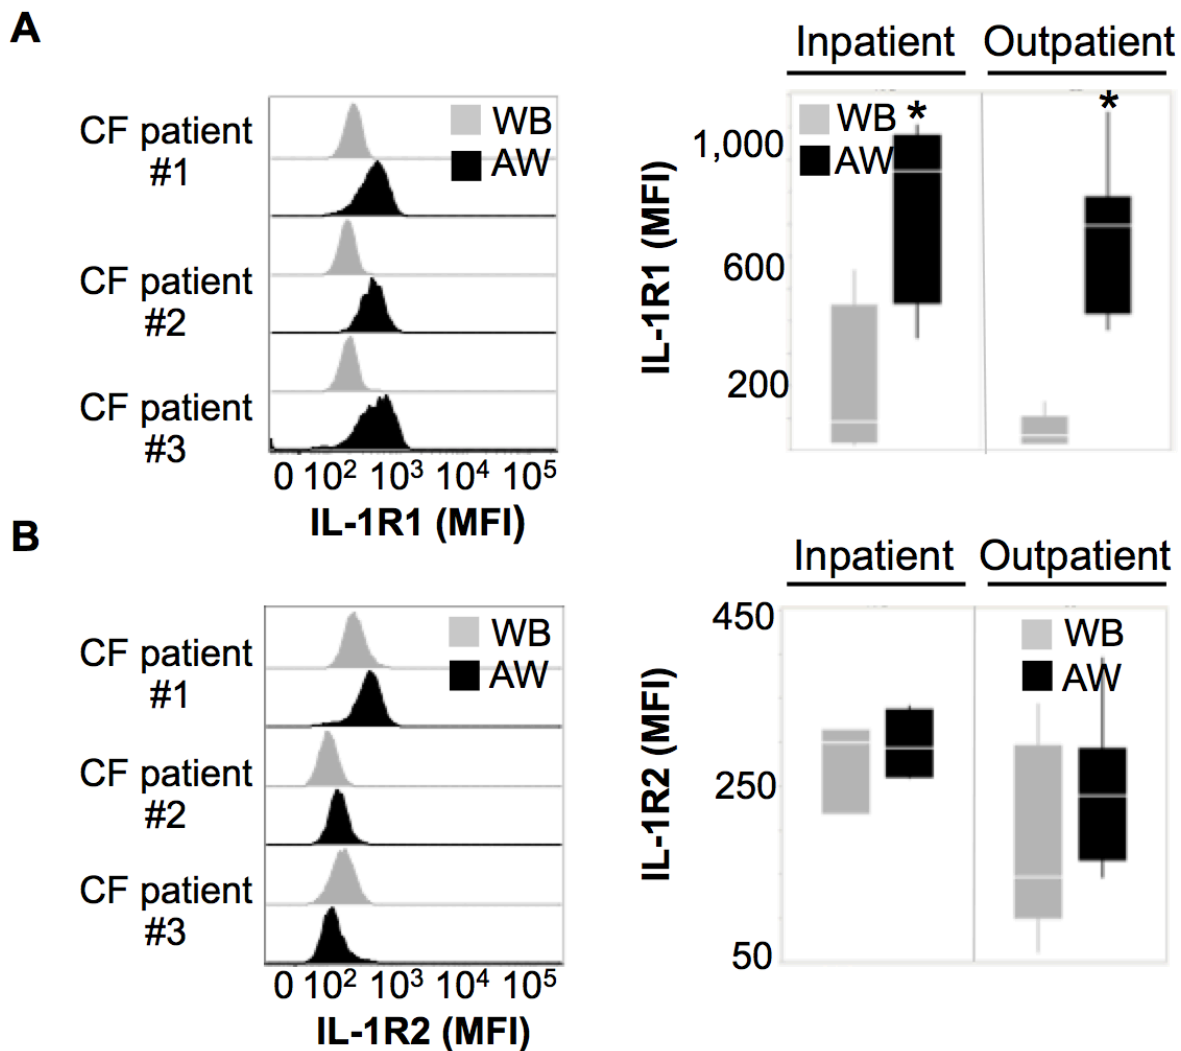 A
Inpatient Outpatient
CF patient
#1
WB
AW
CF patient
#2
CF patient
#3
0 10² 10³ 10⁴ 10⁵
IL-1R1 (MFI)
IL-1R1 (MFI)
1,000
600
200
WB
AW
*
*
B
Inpatient Outpatient
CF patient
#1
WB
AW
CF patient
#2
CF patient
#3
0 10² 10³ 10⁴ 10⁵
IL-1R2 (MFI)
IL-1R2 (MFI)
450
250
50
WB
AW